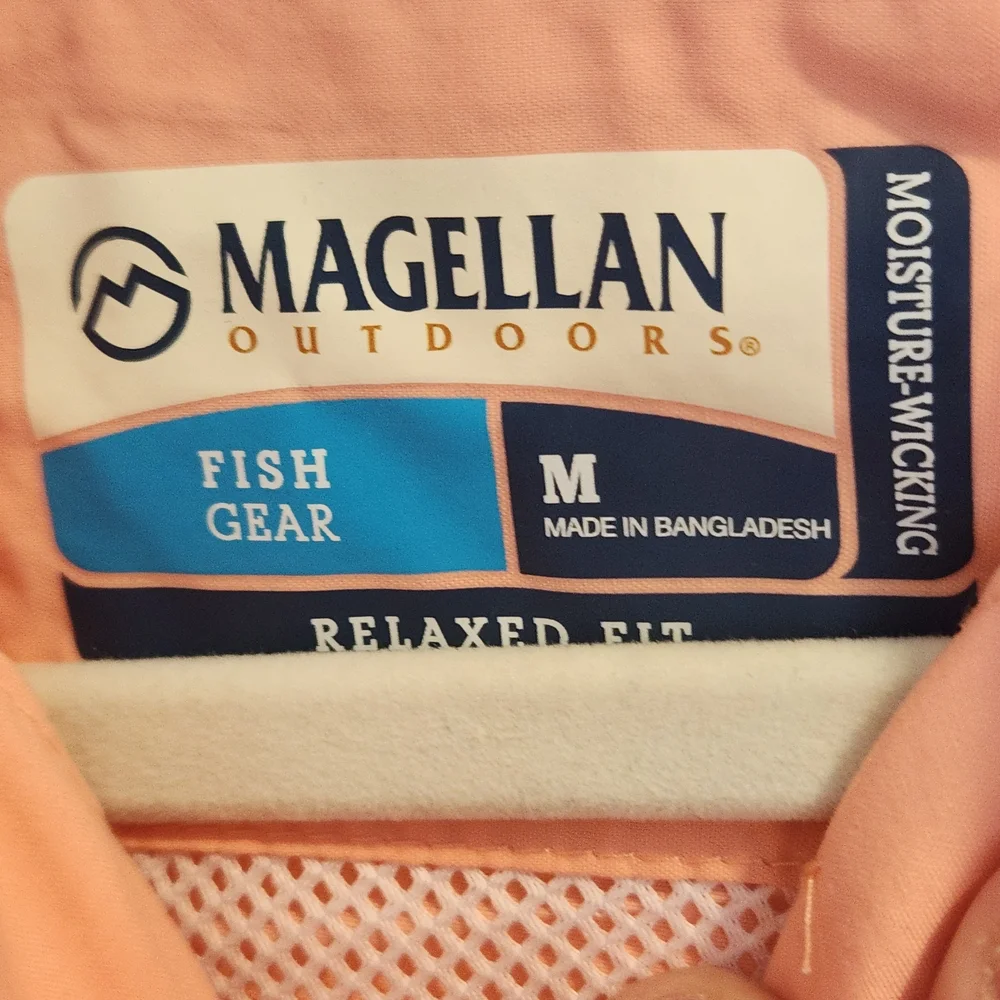 MAGELLAN
OUTDOORS®
FISH
GEAR
M
MADE IN BANGLADESH
MOISTURE-WICKING
RELAXED FIT